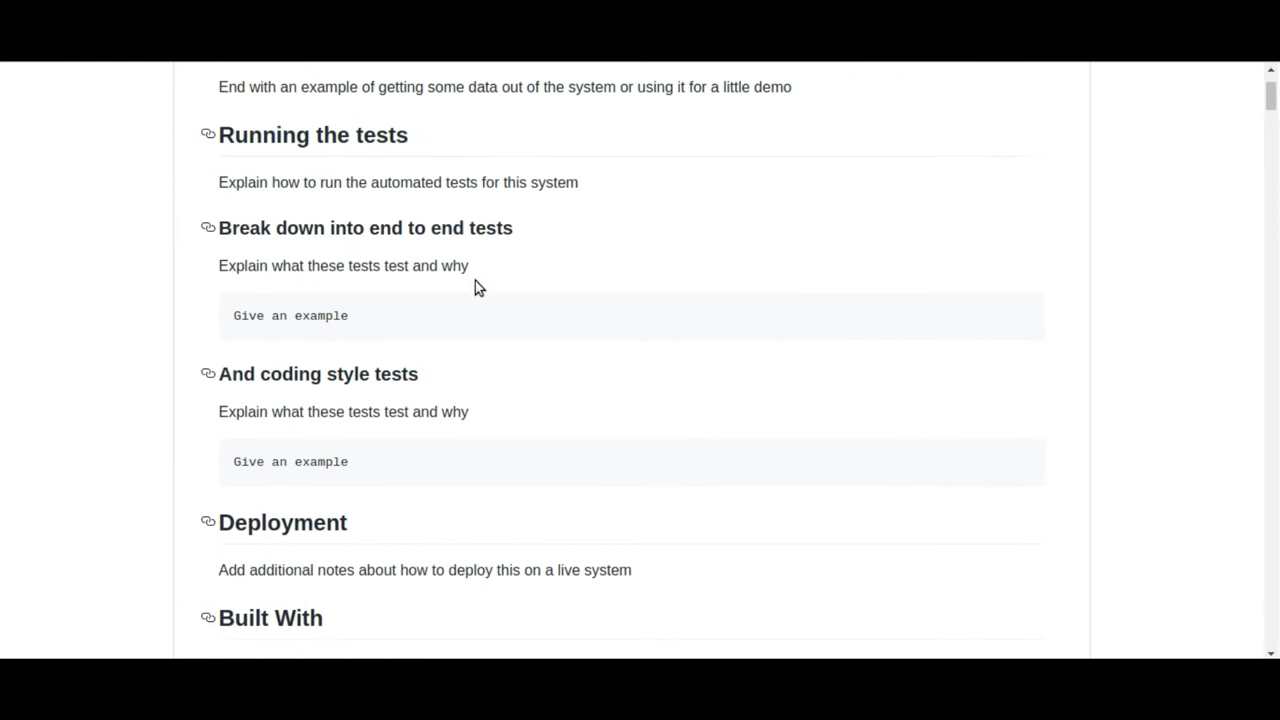 End with an example of getting some data out of the system or using it for a little demo
Running the tests
Explain how to run the automated tests for this system
Break down into end to end tests
Explain what these tests test and why
Give an example
And coding style tests
Explain what these tests test and why
Give an example
Deployment
Add additional notes about how to deploy this on a live system
Built With